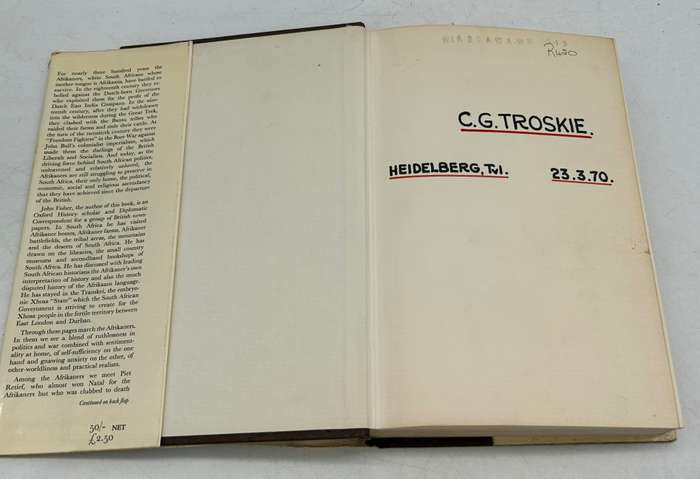 For nearly three hundred years the
Afrikaners, white South Africans whose
mother-tongue is Afrikaans, have battled to
survive. In the eighteenth century they re-
belled against the Dutch-born Governors
who exploited them for the profit of the
Dutch East India Company. In the nine-
teenth century, after they had withdrawn
into the wilderness during the Great Trek,
they clashed with the Bantu tribes who
raided their farms and stole their cattle. At
the turn of the twentieth century they were
"Freedom Fighters" in the Boer War against
John Bull's colonialist imperialism, which
made them the darlings of the British
Liberals and Socialists. And today, as the
driving force behind South African politics,
unhonoured and relatively unloved, the
Afrikaners are still struggling to preserve in
South Africa, their only home, the political,
economic, social and religious ascendancy
that they have achieved since the departure
of the British.
John Fisher, the author of this book, is an
Oxford History scholar and Diplomatic
Correspondent for a group of British news-
papers. In South Africa he has visited
Afrikaner homes, Afrikaner farms, Afrikaner
battlefields, the tribal areas, the mountains
and the deserts of South Africa. He has
drawn on the libraries, the small country
museums and secondhand bookshops of
South Africa. He has discussed with leading
South African historians the Afrikaner's own
interpretation of history and also the much
disputed history of the Afrikaans language.
He has stayed in the Transkei, the embryo-
nic Xhosa "State" which the South African
Government is striving to create for the
Xhosa people in the fertile territory between
East London and Durban.
Through these pages march the Afrikaners.
In them we see a blend of ruthlessness in
politics and war combined with sentiment-
ality at home, of self-sufficiency on the one
hand and gnawing anxiety on the other, of
other-worldliness and practical realists.
Among the Afrikaners we meet Piet
Retief, who almost won Natal for the
Afrikaners but who was clubbed to death
Continued on back flap
50/- NET
£2.50
R420
C.G. TROSKIE.
HEIDELBERG, Tvl. 23.3.70.